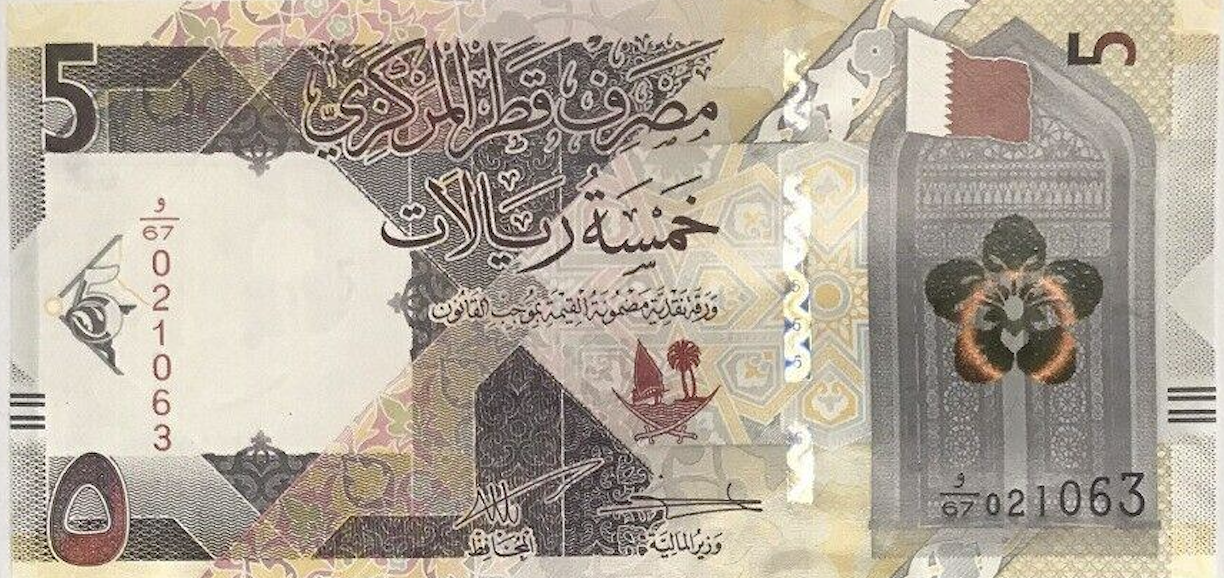 5
5
مصرف قطر المركزي
خمسة ريالات
و
67
021063
ورقة نقدية مضمونة القيمة بموجب القانون
و
67 021063
٥
المحافظ
وزير المالية